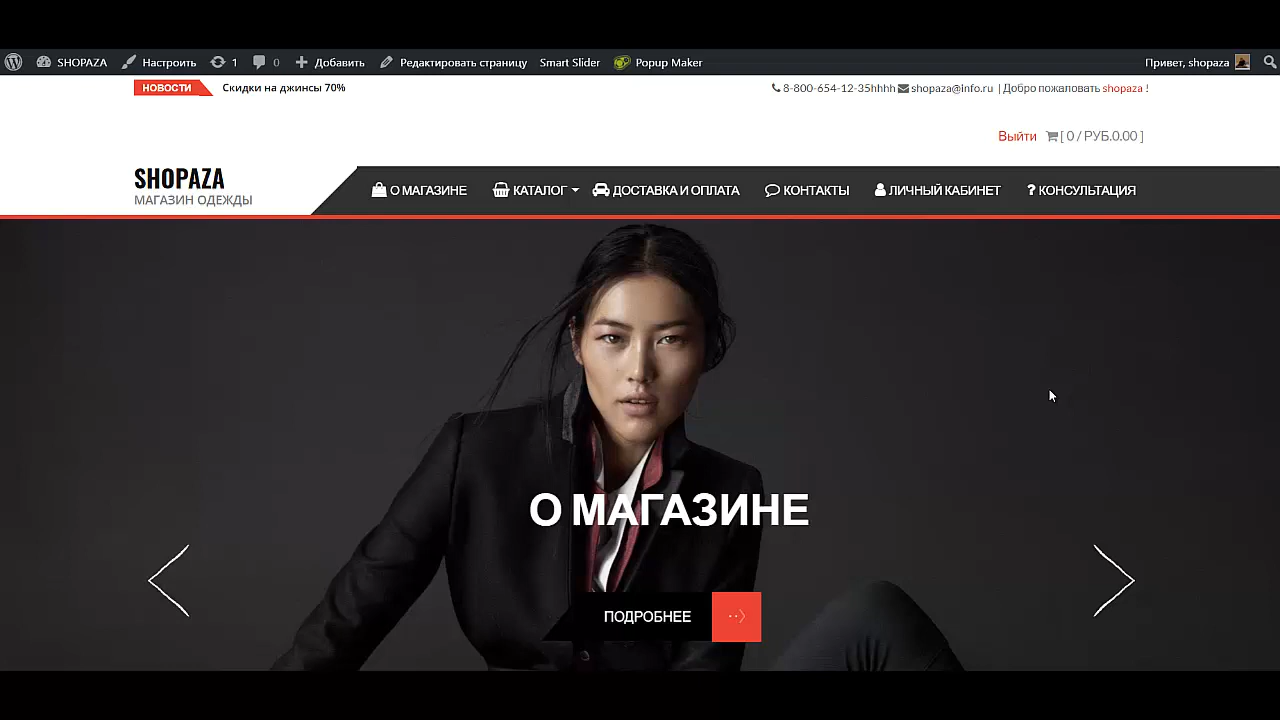 SHOPAZA Настроить 1 0 Добавить Редактировать страницу Smart Slider Popup Maker Привет, shopaza
НОВОСТИ Скидки на джинсы 70% 8-800-654-12-35hhhh shopaza@info.ru | Добро пожаловать shopaza !
Выйти [ 0 / РУБ.0.00 ]
SHOPAZA
МАГАЗИН ОДЕЖДЫ
О МАГАЗИНЕ КАТАЛОГ ДОСТАВКА И ОПЛАТА КОНТАКТЫ ЛИЧНЫЙ КАБИНЕТ ? КОНСУЛЬТАЦИЯ
О МАГАЗИНЕ
ПОДРОБНЕЕ